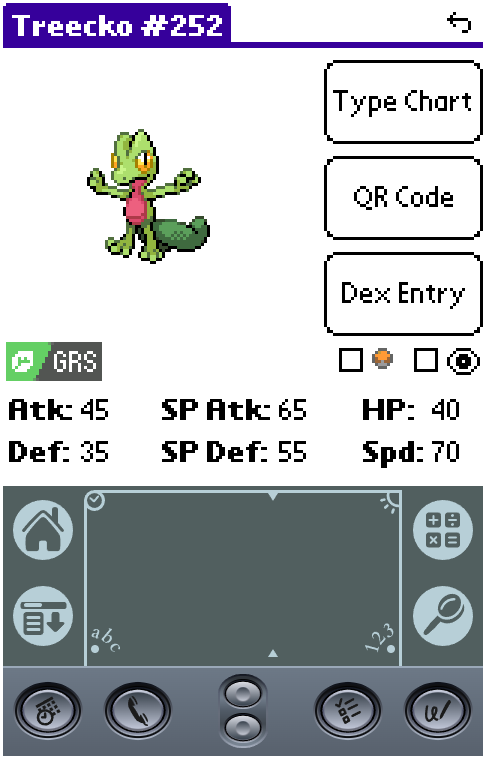 Treecko #252
Type Chart
QR Code
Dex Entry
GRS
Atk: 45 SP Atk: 65 HP: 40
Def: 35 SP Def: 55 Spd: 70
abc
123